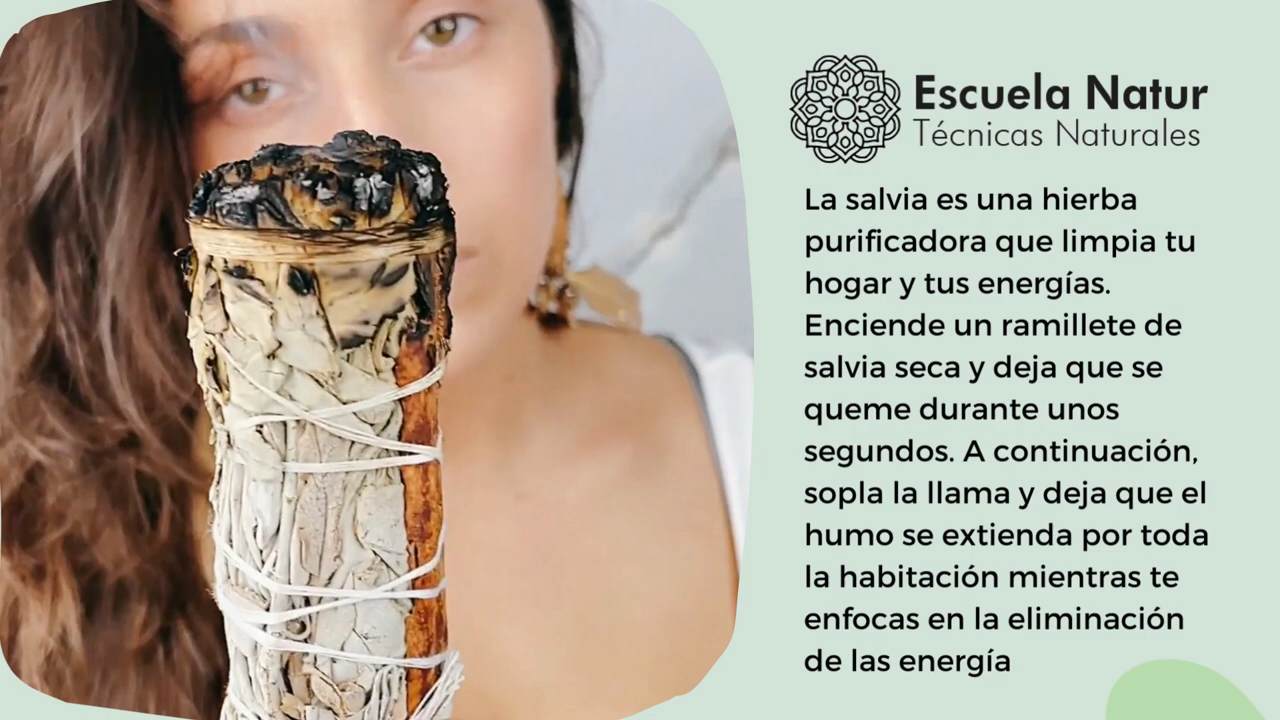 Escuela Natur
Técnicas Naturales
La salvia es una hierba
purificadora que limpia tu
hogar y tus energías.
Enciende un ramillete de
salvia seca y deja que se
queme durante unos
segundos. A continuación,
sopla la llama y deja que el
humo se extienda por toda
la habitación mientras te
enfocas en la eliminación
de las energía